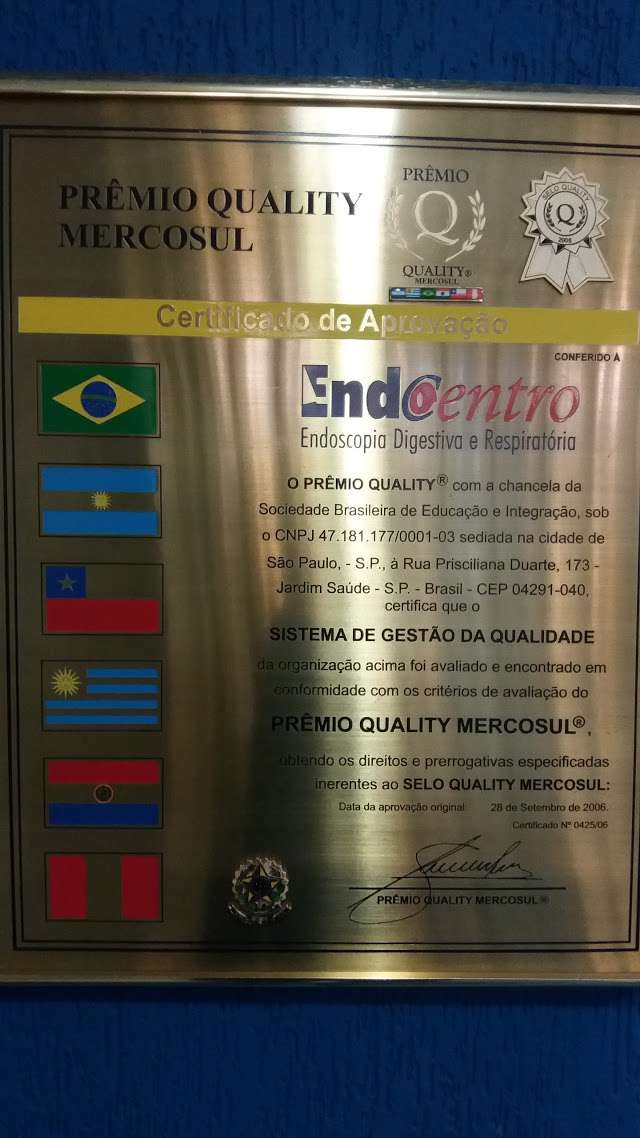 PRÊMIO QUALITY
MERCOSUL
PRÊMIO
Q
QUALITY®
MERCOSUL
SELO QUALITY
Q
2006
Certificado de Aprovação
CONFERIDO À
EndoCentro
Endoscopia Digestiva e Respiratória
O PRÊMIO QUALITY® com a chancela da
Sociedade Brasileira de Educação e Integração, sob
o CNPJ 47.181.177/0001-03 sediada na cidade de
São Paulo, - S.P., à Rua Prisciliana Duarte, 173 -
Jardim Saúde - S.P. - Brasil - CEP 04291-040,
certifica que o
SISTEMA DE GESTÃO DA QUALIDADE
da organização acima foi avaliado e encontrado em
conformidade com os critérios de avaliação do
PRÊMIO QUALITY MERCOSUL®,
obtendo os direitos e prerrogativas especificadas
inerentes ao SELO QUALITY MERCOSUL:
Data da aprovação original: 28 de Setembro de 2006.
Certificado Nº 0425/06
PRÊMIO QUALITY MERCOSUL®